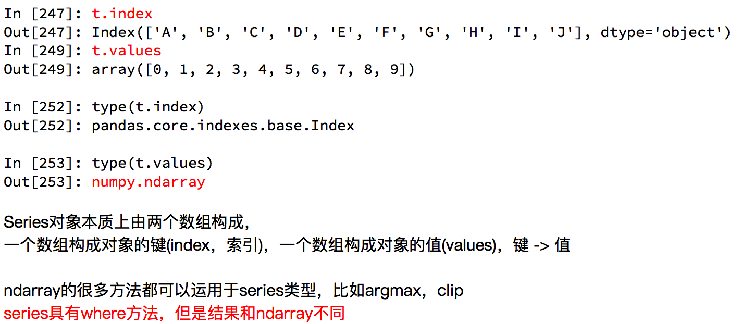 In [247]: t.index
Out[247]: Index(['A', 'B', 'C', 'D', 'E', 'F', 'G', 'H', 'I', 'J'], dtype='object')
In [249]: t.values
Out[249]: array([0, 1, 2, 3, 4, 5, 6, 7, 8, 9])
In [252]: type(t.index)
Out[252]: pandas.core.indexes.base.Index
In [253]: type(t.values)
Out[253]: numpy.ndarray
Series对象本质上由两个数组构成，
一个数组构成对象的键(index，索引)，一个数组构成对象的值(values)，键 -> 值
ndarray的很多方法都可以运用于series类型，比如argmax，clip
series具有where方法，但是结果和ndarray不同